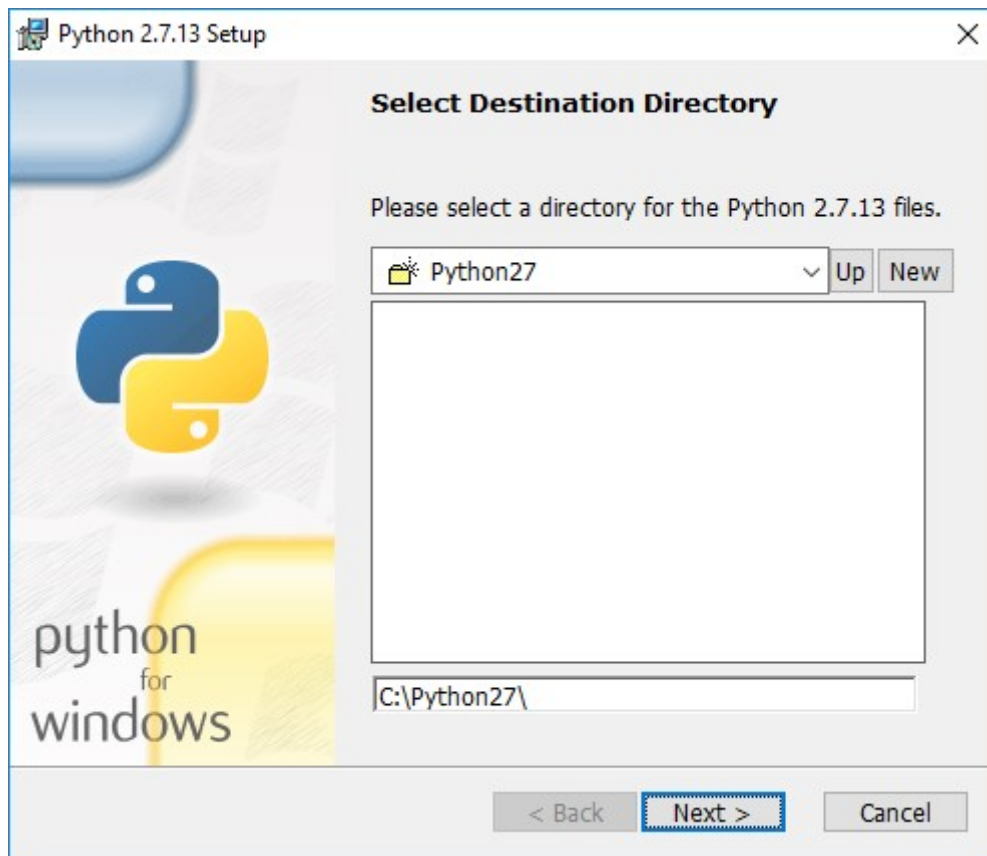 Python 2.7.13 Setup
Select Destination Directory
Please select a directory for the Python 2.7.13 files.
Python27
Up
New
C:\Python27\
python
for
windows
< Back
Next >
Cancel